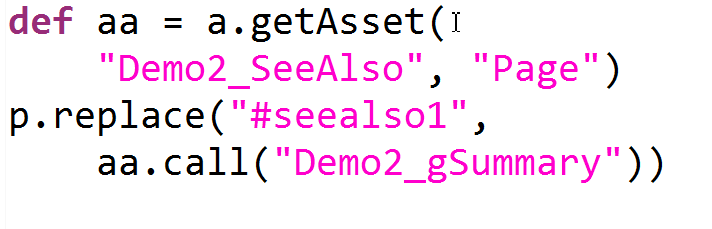 def aa = a.getAsset(
    "Demo2_SeeAlso", "Page")
p.replace("#seealso1",
    aa.call("Demo2_gSummary"))